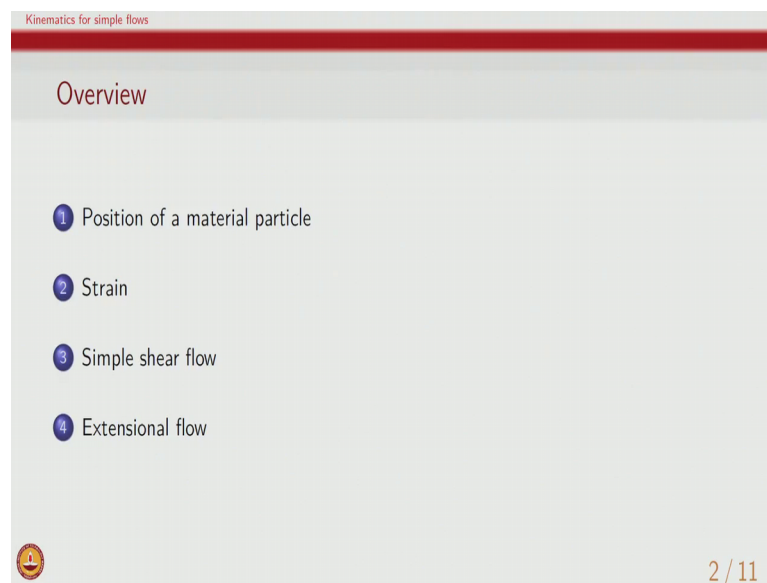 Kinematics for simple flows
Overview
1 Position of a material particle
2 Strain
3 Simple shear flow
4 Extensional flow
2 / 11